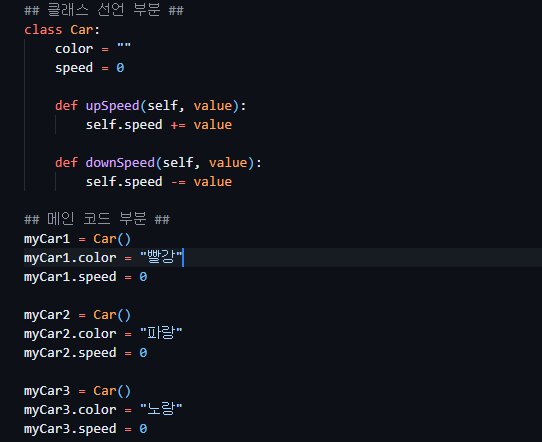 ## 클래스 선언 부분 ##
class Car:
    color = ""
    speed = 0

    def upSpeed(self, value):
        self.speed += value

    def downSpeed(self, value):
        self.speed -= value

## 메인 코드 부분 ##
myCar1 = Car()
myCar1.color = "빨강"
myCar1.speed = 0

myCar2 = Car()
myCar2.color = "파랑"
myCar2.speed = 0

myCar3 = Car()
myCar3.color = "노랑"
myCar3.speed = 0